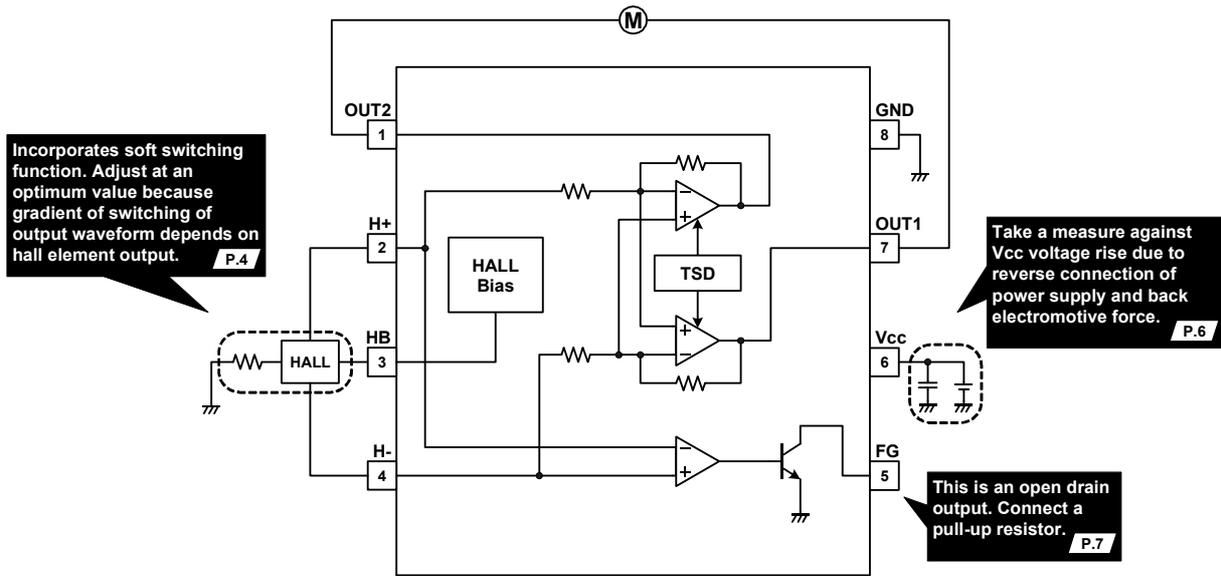 M
OUT2
1
GND
8
Incorporates soft switching
function. Adjust at an
optimum value because
gradient of switching of
output waveform depends on
hall element output.
P.4
H+
2
HALL
Bias
−
+
TSD
+
−
OUT1
7
Take a measure against
Vcc voltage rise due to
reverse connection of
power supply and back
electromotive force.
P.6
HALL
HB
3
Vcc
6
H-
4
−
+
FG
5
This is an open drain
output. Connect a
pull-up resistor.
P.7